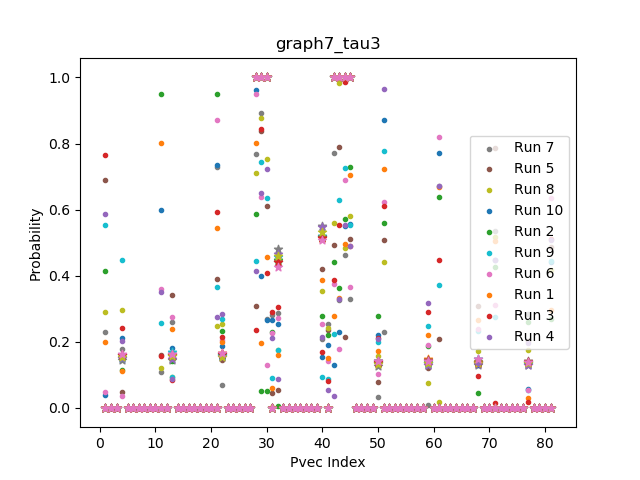 graph7_tau3
Probability
1.0
0.8
0.6
0.4
0.2
0.0
Run 7
Run 5
Run 8
Run 10
Run 2
Run 9
Run 6
Run 1
Run 3
Run 4
0 10 20 30 40 50 60 70 80
Pvec Index